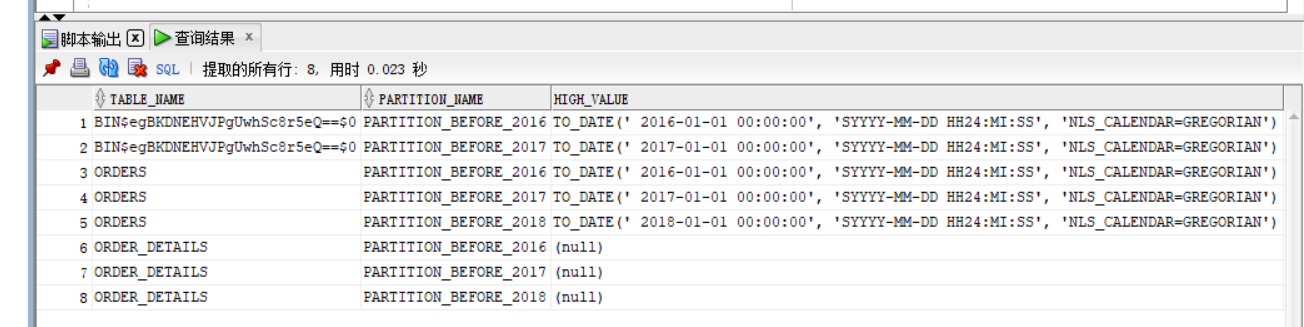 脚本输出 查询结果
SQL 提取的所有行: 8, 用时 0.023 秒
TABLE_NAME PARTITION_NAME HIGH_VALUE
1 BIN$egBKDNEHVJPgUwhSc8r5eQ==$0 PARTITION_BEFORE_2016 TO_DATE(' 2016-01-01 00:00:00', 'SYYYY-MM-DD HH24:MI:SS', 'NLS_CALENDAR=GREGORIAN')
2 BIN$egBKDNEHVJPgUwhSc8r5eQ==$0 PARTITION_BEFORE_2017 TO_DATE(' 2017-01-01 00:00:00', 'SYYYY-MM-DD HH24:MI:SS', 'NLS_CALENDAR=GREGORIAN')
3 ORDERS PARTITION_BEFORE_2016 TO_DATE(' 2016-01-01 00:00:00', 'SYYYY-MM-DD HH24:MI:SS', 'NLS_CALENDAR=GREGORIAN')
4 ORDERS PARTITION_BEFORE_2017 TO_DATE(' 2017-01-01 00:00:00', 'SYYYY-MM-DD HH24:MI:SS', 'NLS_CALENDAR=GREGORIAN')
5 ORDERS PARTITION_BEFORE_2018 TO_DATE(' 2018-01-01 00:00:00', 'SYYYY-MM-DD HH24:MI:SS', 'NLS_CALENDAR=GREGORIAN')
6 ORDER_DETAILS PARTITION_BEFORE_2016 (null)
7 ORDER_DETAILS PARTITION_BEFORE_2017 (null)
8 ORDER_DETAILS PARTITION_BEFORE_2018 (null)